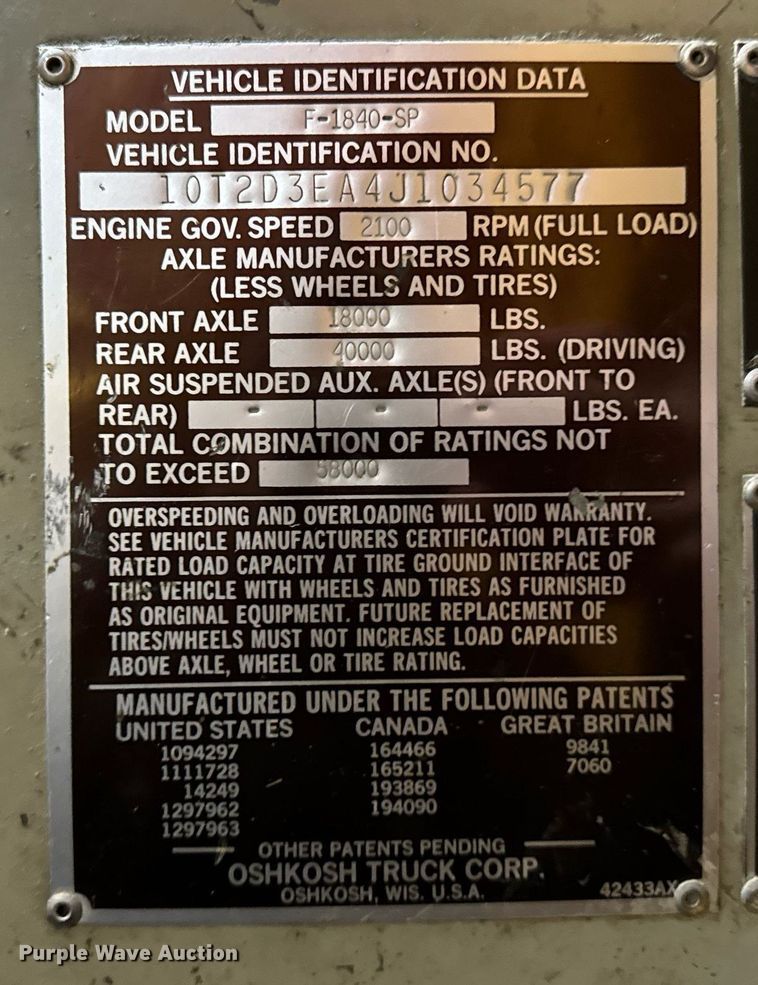 VEHICLE IDENTIFICATION DATA
MODEL F-1840-SP
VEHICLE IDENTIFICATION NO.
10T2D3EA4J1034577
ENGINE GOV. SPEED 2100 RPM (FULL LOAD)
AXLE MANUFACTURERS RATINGS:
(LESS WHEELS AND TIRES)
FRONT AXLE 18000 LBS.
REAR AXLE 40000 LBS. (DRIVING)
AIR SUSPENDED AUX. AXLE(S) (FRONT TO
REAR) - - - LBS. EA.
TOTAL COMBINATION OF RATINGS NOT
TO EXCEED 58000
OVERSPEEDING AND OVERLOADING WILL VOID WARRANTY.
SEE VEHICLE MANUFACTURERS CERTIFICATION PLATE FOR
RATED LOAD CAPACITY AT TIRE GROUND INTERFACE OF
THIS VEHICLE WITH WHEELS AND TIRES AS FURNISHED
AS ORIGINAL EQUIPMENT. FUTURE REPLACEMENT OF
TIRES/WHEELS MUST NOT INCREASE LOAD CAPACITIES
ABOVE AXLE, WHEEL OR TIRE RATING.
MANUFACTURED UNDER THE FOLLOWING PATENTS
UNITED STATES CANADA GREAT BRITAIN
1094297 164466 9841
1111728 165211 7060
14249 193869
1297962 194090
1297963
OTHER PATENTS PENDING
OSHKOSH TRUCK CORP.
OSHKOSH, WIS. U.S.A. 42433AX
Purple Wave Auction